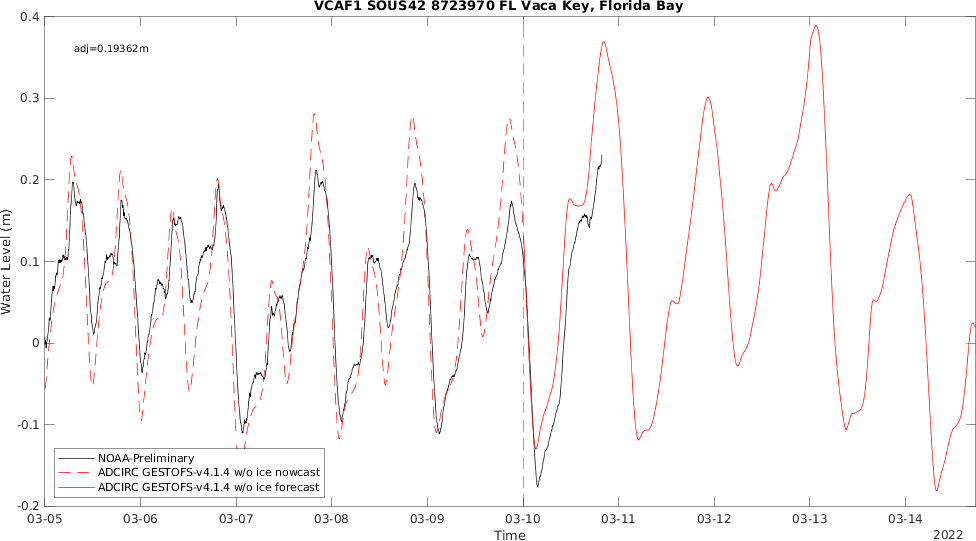 VCAF1 SOUS42 8723970 FL Vaca Key, Florida Bay
adj=0.19362m
0.4
0.3
0.2
0.1
0
-0.1
-0.2
Water Level (m)
NOAA-Preliminary
ADCIRC GESTOFS-v4.1.4 w/o ice nowcast
ADCIRC GESTOFS-v4.1.4 w/o ice forecast
03-05 03-06 03-07 03-08 03-09 03-10 03-11 03-12 03-13 03-14
Time
2022